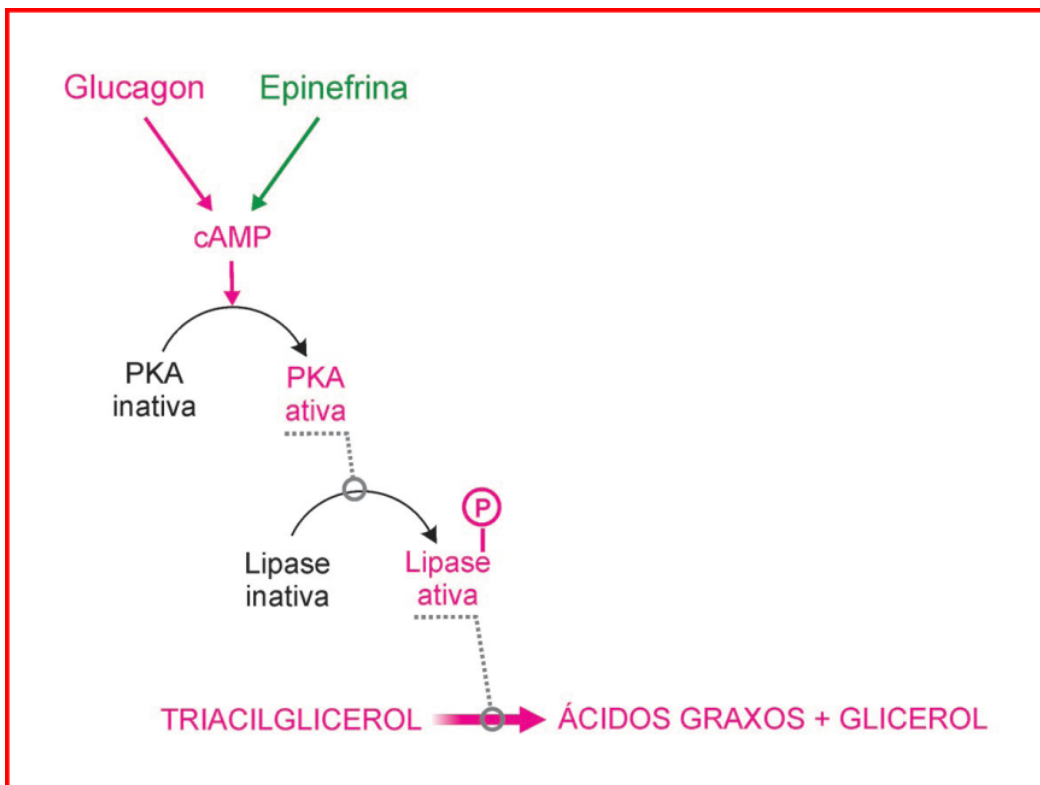 Glucagon Epinefrina
cAMP
PKA
inativa
PKA
ativa
P
Lipase
inativa
Lipase
ativa
TRIACILGLICEROL
ÁCIDOS GRAXOS + GLICEROL